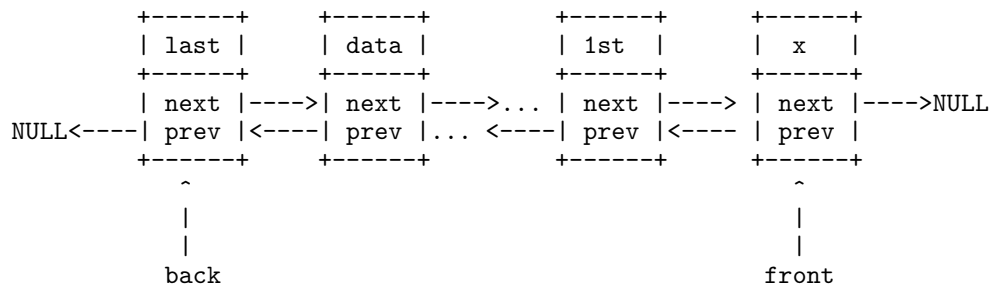 +------+     +------+         +------+      +------+
| last |     | data |         | 1st  |      |  x   |
+------+     +------+         +------+      +------+
| next |---->| next |---->... | next |----> | next |---->NULL
NULL<----| prev |<----| prev |... <----| prev |<---- | prev |
+------+     +------+         +------+      +------+
^                                              ^
|                                              |
|                                              |
back                                         front